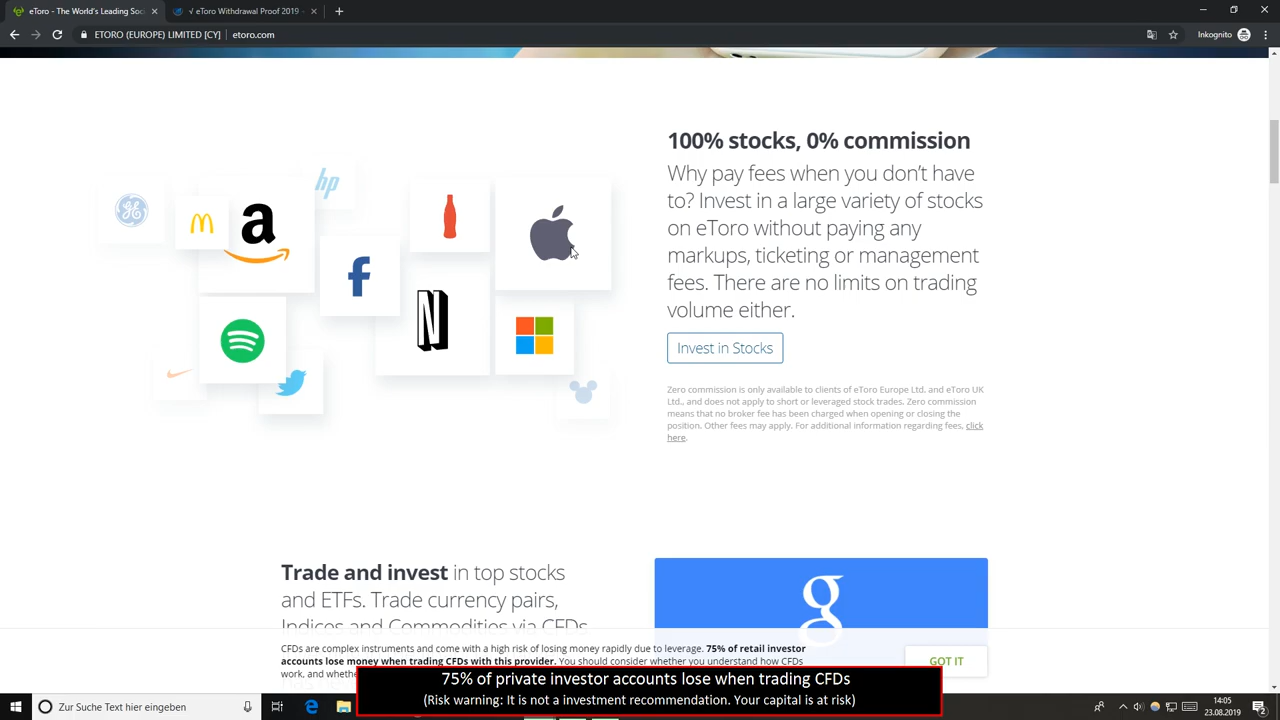 eToro - The World's Leading Soc
√ eToro Withdrawal Proof 2019 -
ETORO (EUROPE) LIMITED [CY]
etoro.com
Inkognito
hp
a
f
N
100% stocks, 0% commission
Why pay fees when you don't have
to? Invest in a large variety of stocks
on eToro without paying any
markups, ticketing or management
fees. There are no limits on trading
volume either.
Invest in Stocks
Zero commission is only available to clients of eToro Europe Ltd. and eToro UK
Ltd., and does not apply to short or leveraged stock trades. Zero commission
means that no broker fee has been charged when opening or closing the
position. Other fees may apply. For additional information regarding fees, click
here.
Trade and invest in top stocks
and ETFs. Trade currency pairs,
Indices and Commodities via CFDs
g
CFDs are complex instruments and come with a high risk of losing money rapidly due to leverage. 75% of retail investor
accounts lose money when trading CFDs with this provider. You should consider whether you understand how CFDs
work, and whethe
GOT IT
75% of private investor accounts lose when trading CFDs
(Risk warning: It is not a investment recommendation. Your capital is at risk)
Zur Suche Text hier eingeben
14:05
23.08.2019